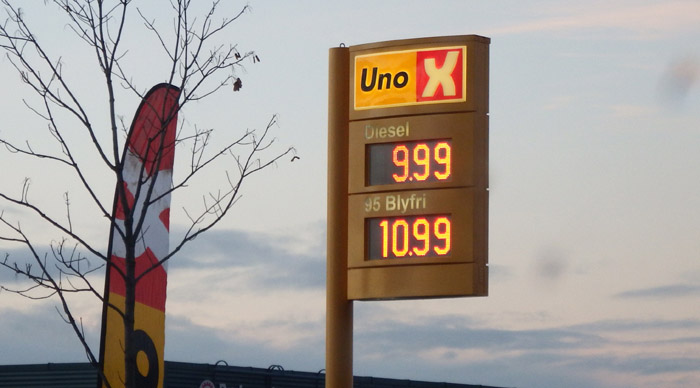 Uno X
Diesel
9.99
95 Blyfri
10.99